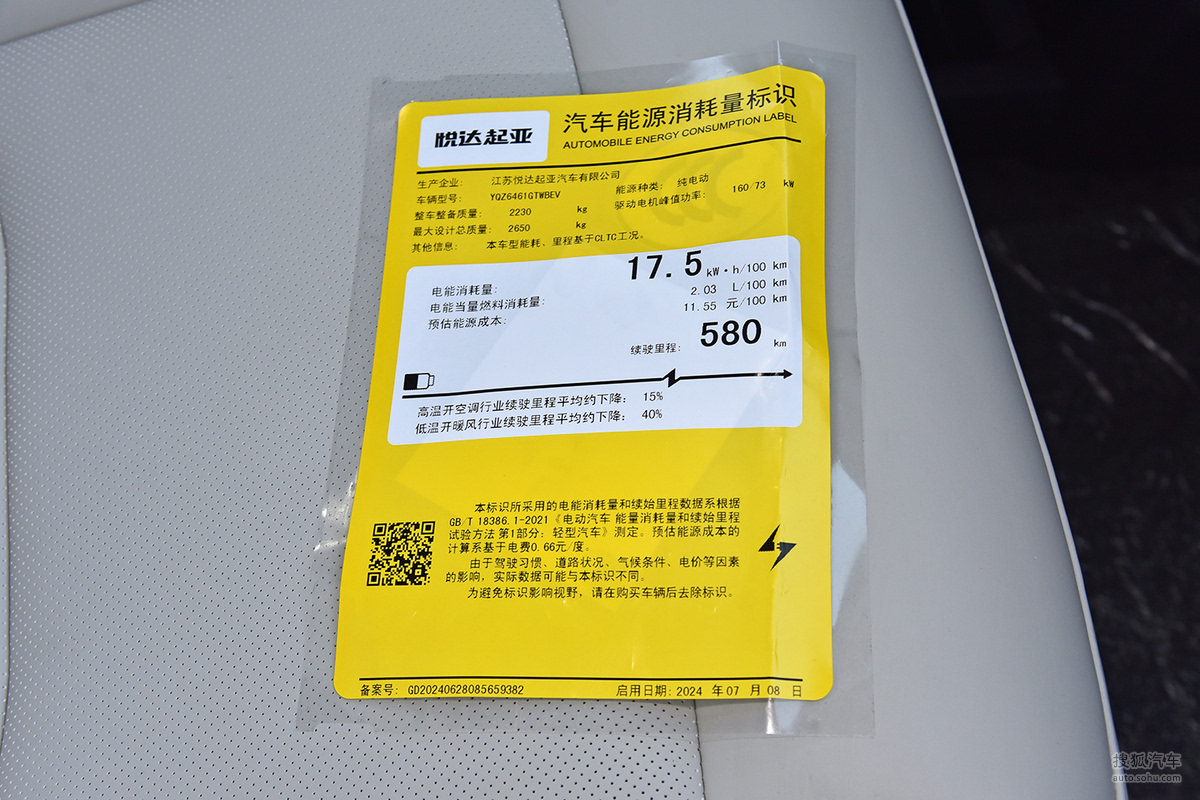 悦达起亚
汽车能源消耗量标识
AUTOMOBILE ENERGY CONSUMPTION LABEL
生产企业: 江苏悦达起亚汽车有限公司
车辆型号: YQZ6461GTWBEV 能源种类: 纯电动
整车整备质量: 2230 kg 驱动电机峰值功率: 160/73 kW
最大设计总质量: 2650 kg
其他信息: 本车型能耗、里程基于CLTC工况。
电能消耗量: 17.5 kW·h/100 km
电能当量燃料消耗量: 2.03 L/100 km
预估能源成本: 11.55 元/100 km
续驶里程: 580 km
高温开空调行业续驶里程平均约下降: 15%
低温开暖风行业续驶里程平均约下降: 40%
本标识所采用的电能消耗量和续始里程数据系根据
GB/T 18386.1-2021《电动汽车 能量消耗量和续始里程
试验方法 第1部分: 轻型汽车》测定。预估能源成本的
计算系基于电费0.66元/度。
由于驾驶习惯、道路状况、气候条件、电价等因素
的影响, 实际数据可能与本标识不同。
为避免标识影响视野, 请在购买车辆后去除标识。
备案号: GD20240628085659382 启用日期: 2024 年 07 月 08 日
搜狐汽车
auto.sohu.com